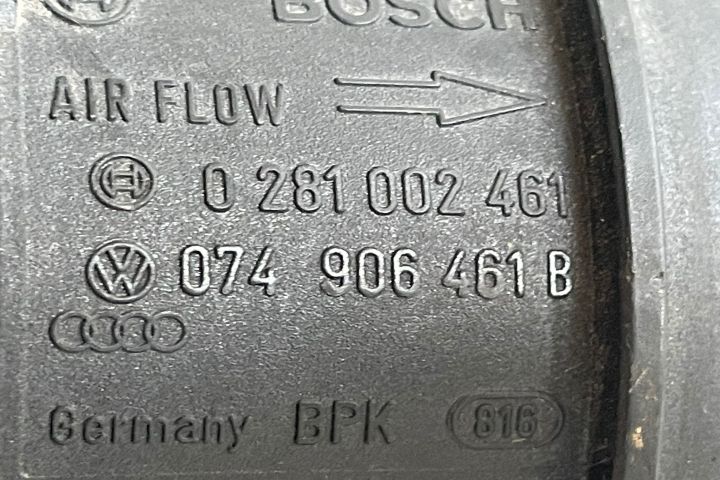 BOSCH
AIR FLOW
0 281 002 461
074 906 461 B
Germany BPK 816